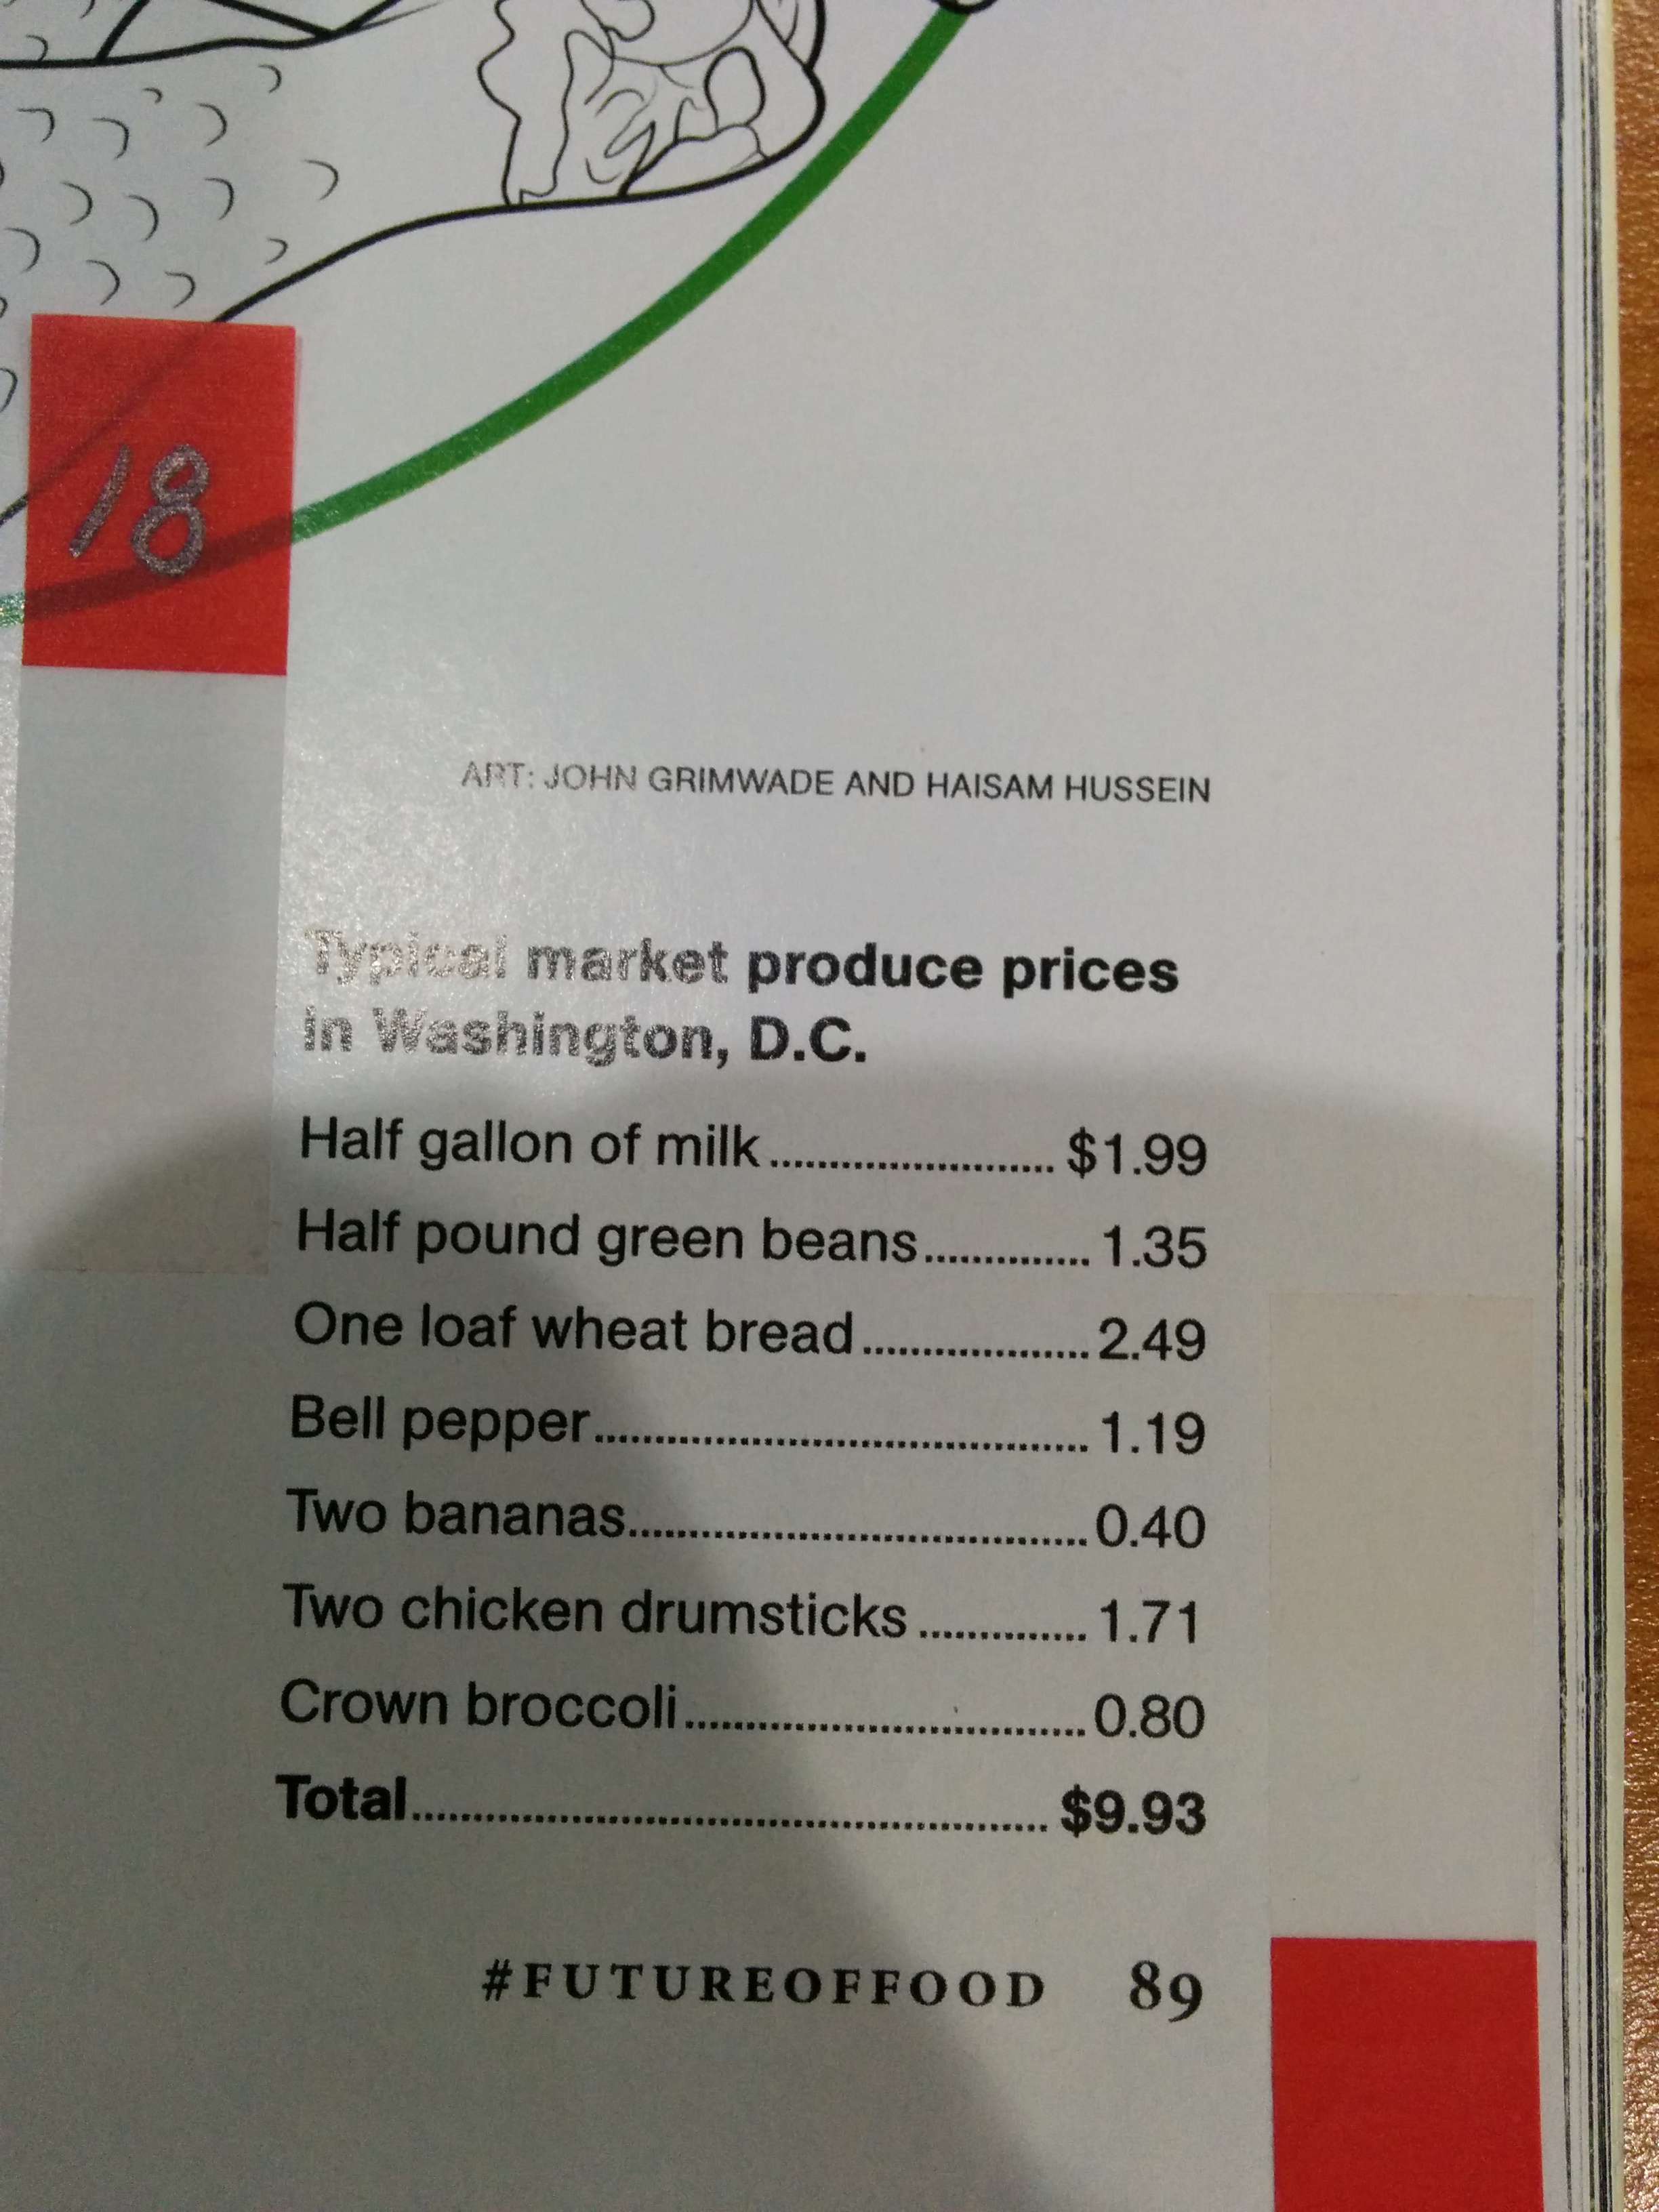 18
ART: JOHN GRIMWADE AND HAISAM HUSSEIN
Typical market produce prices
in Washington, D.C.
Half gallon of milk........................ $1.99
Half pound green beans.............. 1.35
One loaf wheat bread................... 2.49
Bell pepper......................................... 1.19
Two bananas...................................... 0.40
Two chicken drumsticks .............. 1.71
Crown broccoli................................. 0.80
Total.................................................... $9.93
#FUTUREOFFOOD 89